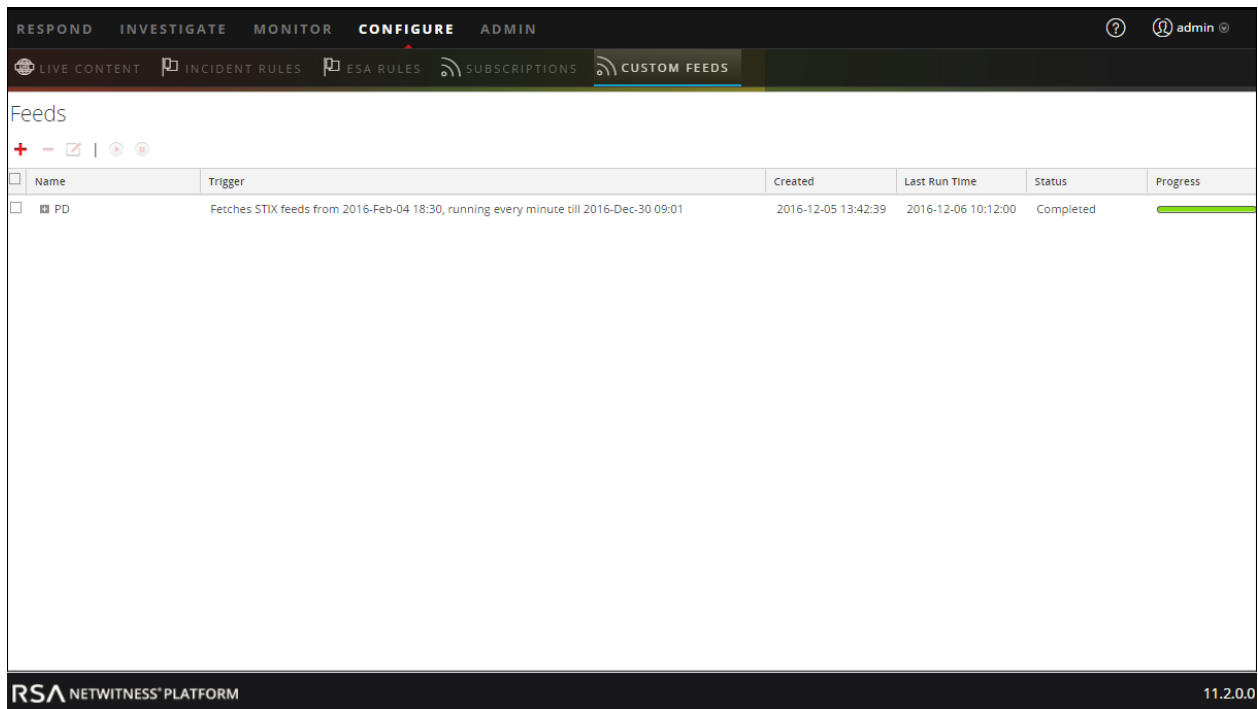 RESPOND INVESTIGATE MONITOR CONFIGURE ADMIN ? admin
LIVE CONTENT INCIDENT RULES ESA RULES SUBSCRIPTIONS CUSTOM FEEDS
Feeds
Name Trigger Created Last Run Time Status Progress
PD Fetches STIX feeds from 2016-Feb-04 18:30, running every minute till 2016-Dec-30 09:01 2016-12-05 13:42:39 2016-12-06 10:12:00 Completed
RSA NETWITNESS® PLATFORM 11.2.0.0